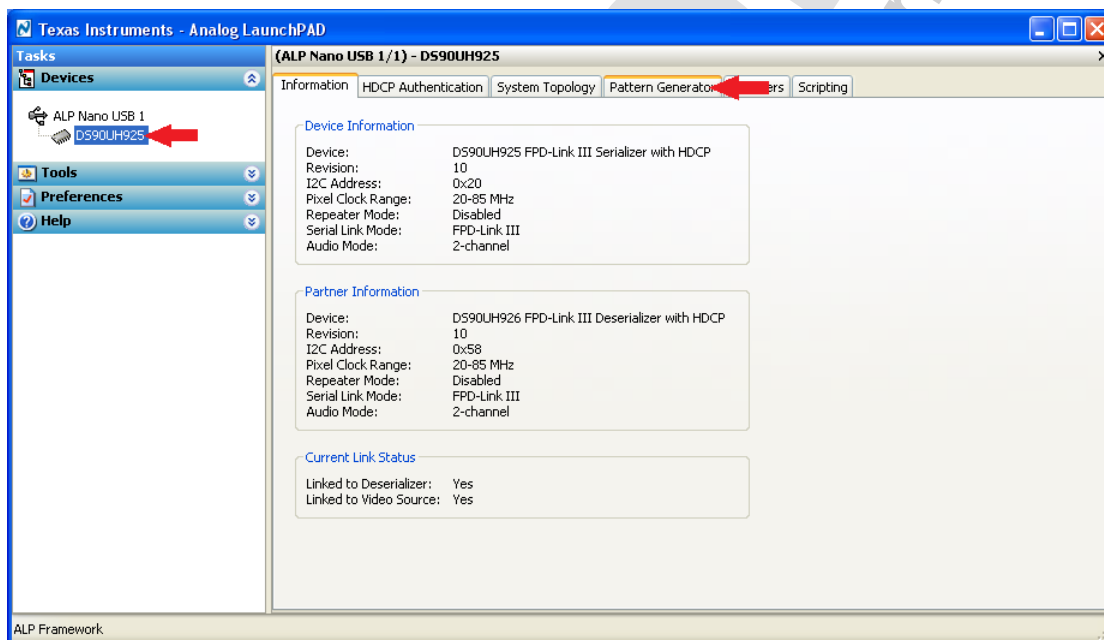 Texas Instruments - Analog LaunchPAD
Tasks
(ALP Nano USB 1/1) - DS90UH925
Devices
Information HDCP Authentication System Topology Pattern Generator ers Scripting
ALP Nano USB 1
DS90UH925
Tools
Preferences
Help
Device Information
Device: DS90UH925 FPD-Link III Serializer with HDCP
Revision: 10
I2C Address: 0x20
Pixel Clock Range: 20-85 MHz
Repeater Mode: Disabled
Serial Link Mode: FPD-Link III
Audio Mode: 2-channel
Partner Information
Device: DS90UH926 FPD-Link III Deserializer with HDCP
Revision: 10
I2C Address: 0x58
Pixel Clock Range: 20-85 MHz
Repeater Mode: Disabled
Serial Link Mode: FPD-Link III
Audio Mode: 2-channel
Current Link Status
Linked to Deserializer: Yes
Linked to Video Source: Yes
ALP Framework